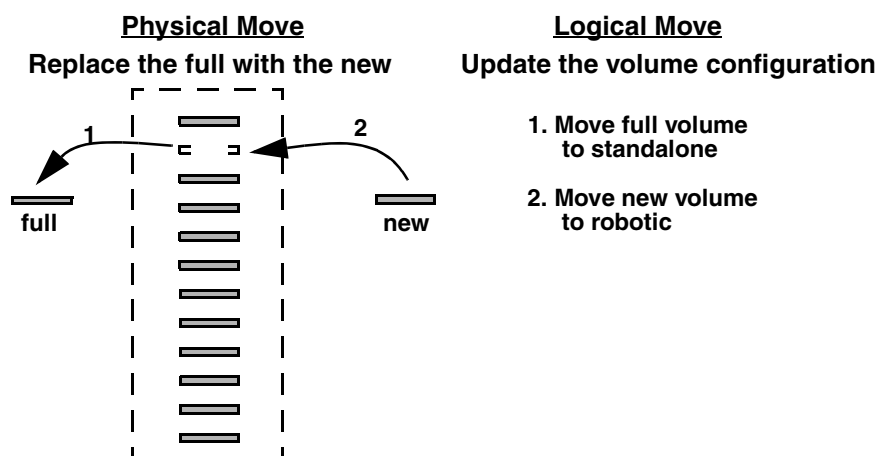 Physical Move
Replace the full with the new
1
2
full
new
Logical Move
Update the volume configuration
1. Move full volume
to standalone
2. Move new volume
to robotic